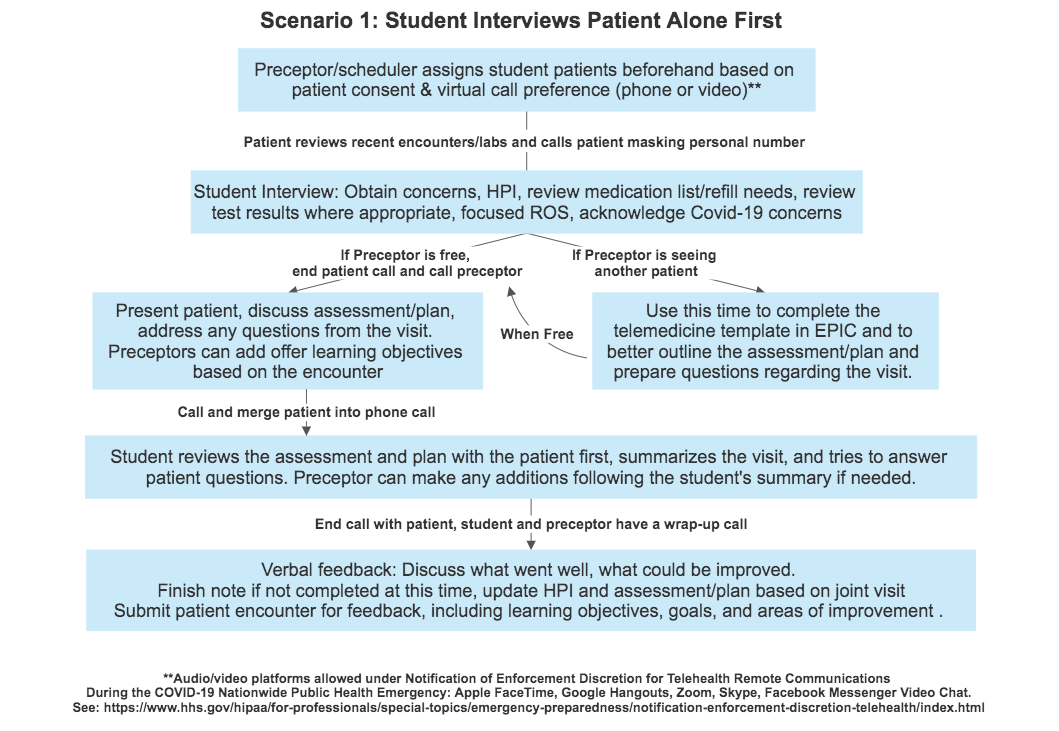 Scenario 1: Student Interviews Patient Alone First
Preceptor/scheduler assigns student patients beforehand based on
patient consent & virtual call preference (phone or video)**
Patient reviews recent encounters/labs and calls patient masking personal number
Student Interview: Obtain concerns, HPI, review medication list/refill needs, review
test results where appropriate, focused ROS, acknowledge Covid-19 concerns
If Preceptor is free,
end patient call and call preceptor
If Preceptor is seeing
another patient
Present patient, discuss assessment/plan,
address any questions from the visit.
Preceptors can add offer learning objectives
based on the encounter
When Free
Use this time to complete the
telemedicine template in EPIC and to
better outline the assessment/plan and
prepare questions regarding the visit.
Call and merge patient into phone call
Student reviews the assessment and plan with the patient first, summarizes the visit, and tries to answer
patient questions. Preceptor can make any additions following the student's summary if needed.
End call with patient, student and preceptor have a wrap-up call
Verbal feedback: Discuss what went well, what could be improved.
Finish note if not completed at this time, update HPI and assessment/plan based on joint visit
Submit patient encounter for feedback, including learning objectives, goals, and areas of improvement .
**Audio/video platforms allowed under Notification of Enforcement Discretion for Telehealth Remote Communications
During the COVID-19 Nationwide Public Health Emergency: Apple FaceTime, Google Hangouts, Zoom, Skype, Facebook Messenger Video Chat.
See: https://www.hhs.gov/hipaa/for-professionals/special-topics/emergency-preparedness/notification-enforcement-discretion-telehealth/index.html